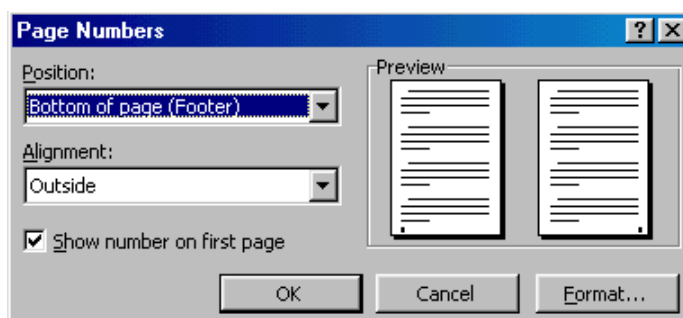 Page Numbers
Position:
Bottom of page (Footer)
Alignment:
Outside
Show number on first page
Preview
OK
Cancel
Format...